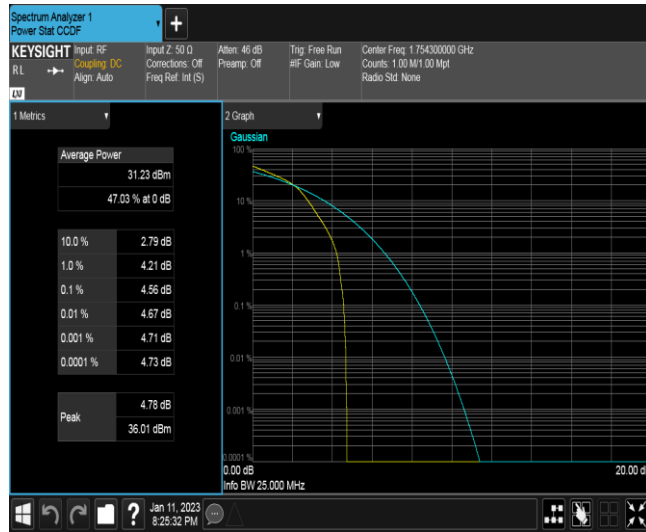 Spectrum Analyzer 1
Power Stat CCDF
+
KEYSIGHT
RL
LXI
Input: RF
Coupling: DC
Align: Auto
Input Z: 50 Ω
Corrections: Off
Freq Ref: Int (S)
Atten: 46 dB
Preamp: Off
Trig: Free Run
#IF Gain: Low
Center Freq: 1.754300000 GHz
Counts: 1.00 M/1.00 Mpt
Radio Std: None
1 Metrics
Average Power
31.23 dBm
47.03 % at 0 dB
10.0 % 2.79 dB
1.0 % 4.21 dB
0.1 % 4.56 dB
0.01 % 4.67 dB
0.001 % 4.71 dB
0.0001 % 4.73 dB
Peak
4.78 dB
36.01 dBm
2 Graph
Gaussian
100 %
10 %
1 %
0.1 %
0.01 %
0.001 %
0.0001 %
0.00 dB
20.00 d
Info BW 25.000 MHz
?
Jan 11, 2023
8:25:32 PM